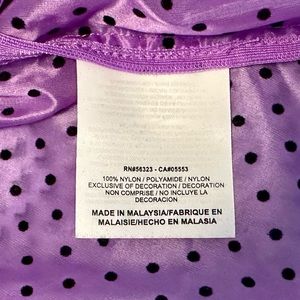 RN#56323 - CA#05553
100% NYLON / POLYAMIDE / NYLON
EXCLUSIVE OF DECORATION / DECORATION
NON COMPRISE / NO INCLUYE LA
DECORACIÓN
MADE IN MALAYSIA/FABRIQUE EN
MALAISIE/HECHO EN MALASIA